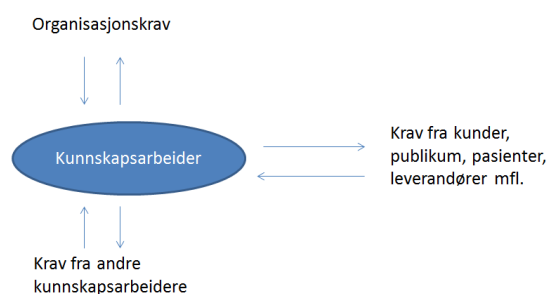 Organisasjonskrav
Kunnskapsarbeider
Krav fra kunder,
publikum, pasienter,
leverandører mfl.
Krav fra andre
kunnskapsarbeidere